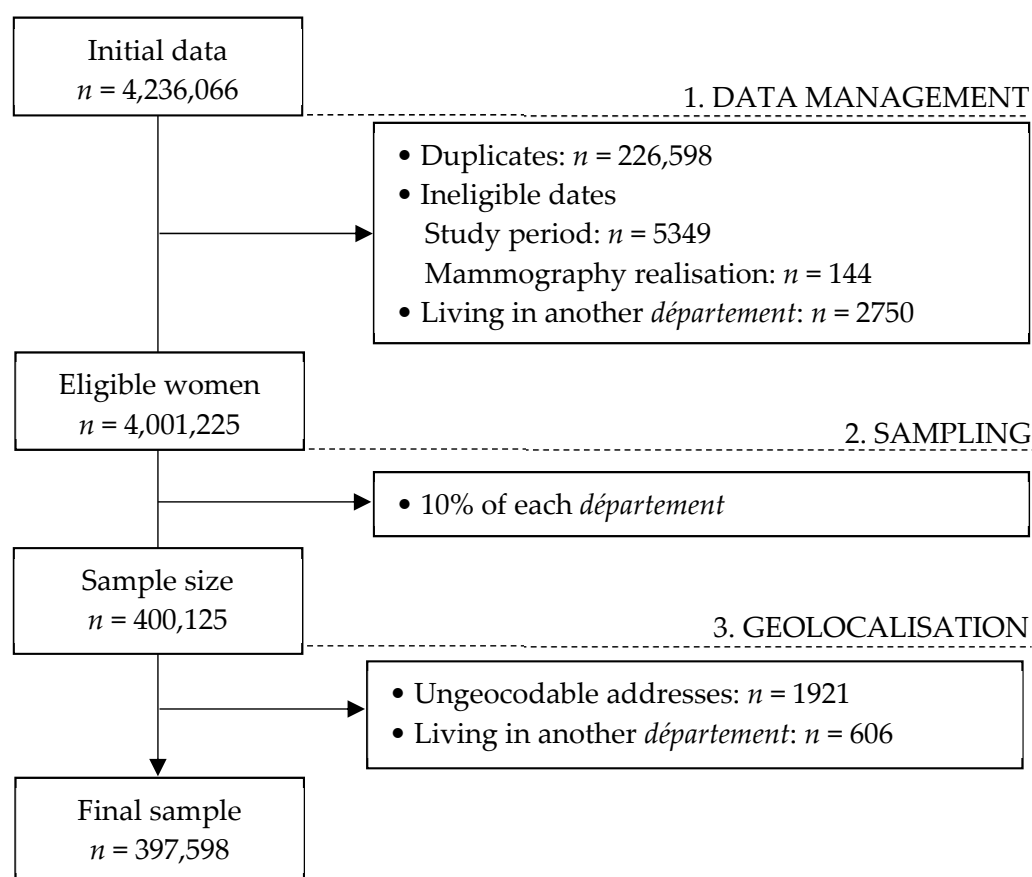 Initial data
n = 4,236,066
1. DATA MANAGEMENT
• Duplicates: n = 226,598
• Ineligible dates
Study period: n = 5349
Mammography realisation: n = 144
• Living in another département: n = 2750
Eligible women
n = 4,001,225
2. SAMPLING
• 10% of each département
Sample size
n = 400,125
3. GEOLOCALISATION
• Ungeocodable addresses: n = 1921
• Living in another département: n = 606
Final sample
n = 397,598